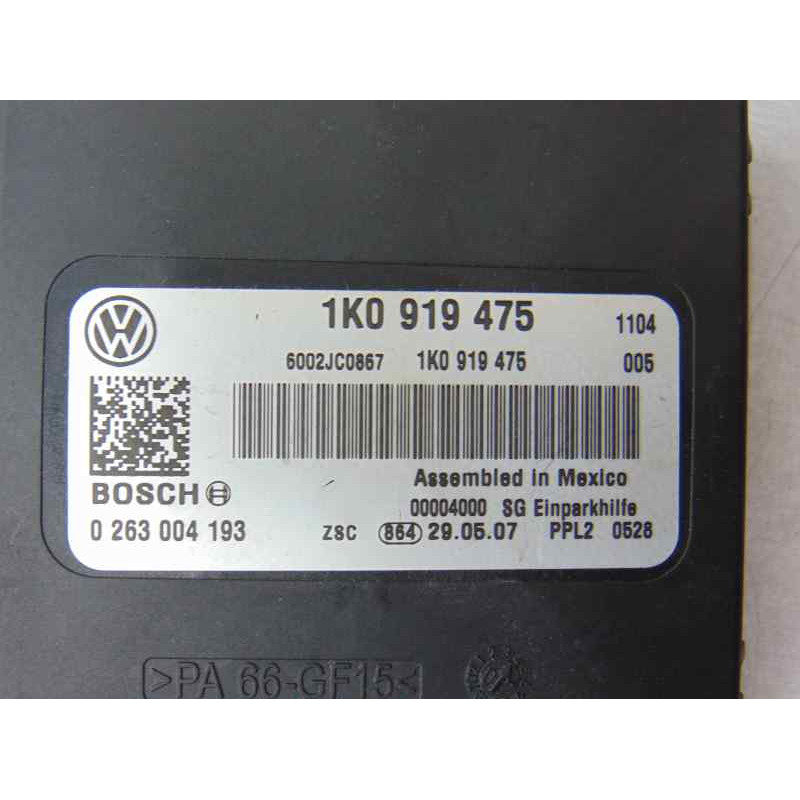 1K0 919 475 1104
6002JC0867 1K0 919 475 005
Assembled in Mexico
BOSCH 00004000 SG Einparkhilfe
0 263 004 193 ZSC 864 29.05.07 PPL2 0528
>PA 66-GF15<